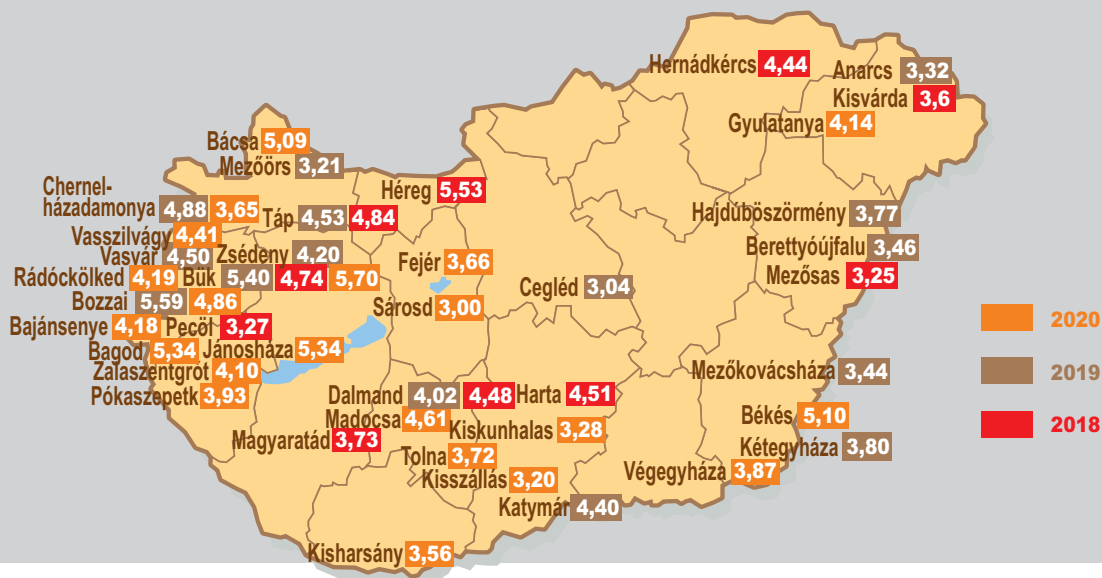 Hernádkércs 4,44
Anarcs 3,32
Kisvárda 3,6
Gyulatanya 4,14
Bácsa 5,09
Mezőörs 3,21
Chernel-
házadamonya 4,88 3,65
Héreg 5,53
Táp 4,53 4,84
Hajdúböszörmény 3,77
Vasszilvágy 4,41
Vasvár 4,50
Zsédeny 4,20
Berettyóújfalu 3,46
Fejér 3,66
Rádóckölked 4,19
Bük 5,40 4,74 5,70
Mezősas 3,25
Cegléd 3,04
Bozzai 5,59 4,86
Sárosd 3,00
2020
Bajánsenye 4,18
Pecöl 3,27
Bagod 5,34
Jánosháza 5,34
Zalaszentgrót 4,10
Mezőkovácsháza 3,44
2019
Pókaszepetk 3,93
Dalmand 4,02 4,48
Harta 4,51
Madocsa 4,61
Békés 5,10
2018
Kiskunhalas 3,28
Magyaratád 3,73
Kétegyháza 3,80
Tolna 3,72
Végegyháza 3,87
Kisszállás 3,20
Katymár 4,40
Kisharsány 3,56